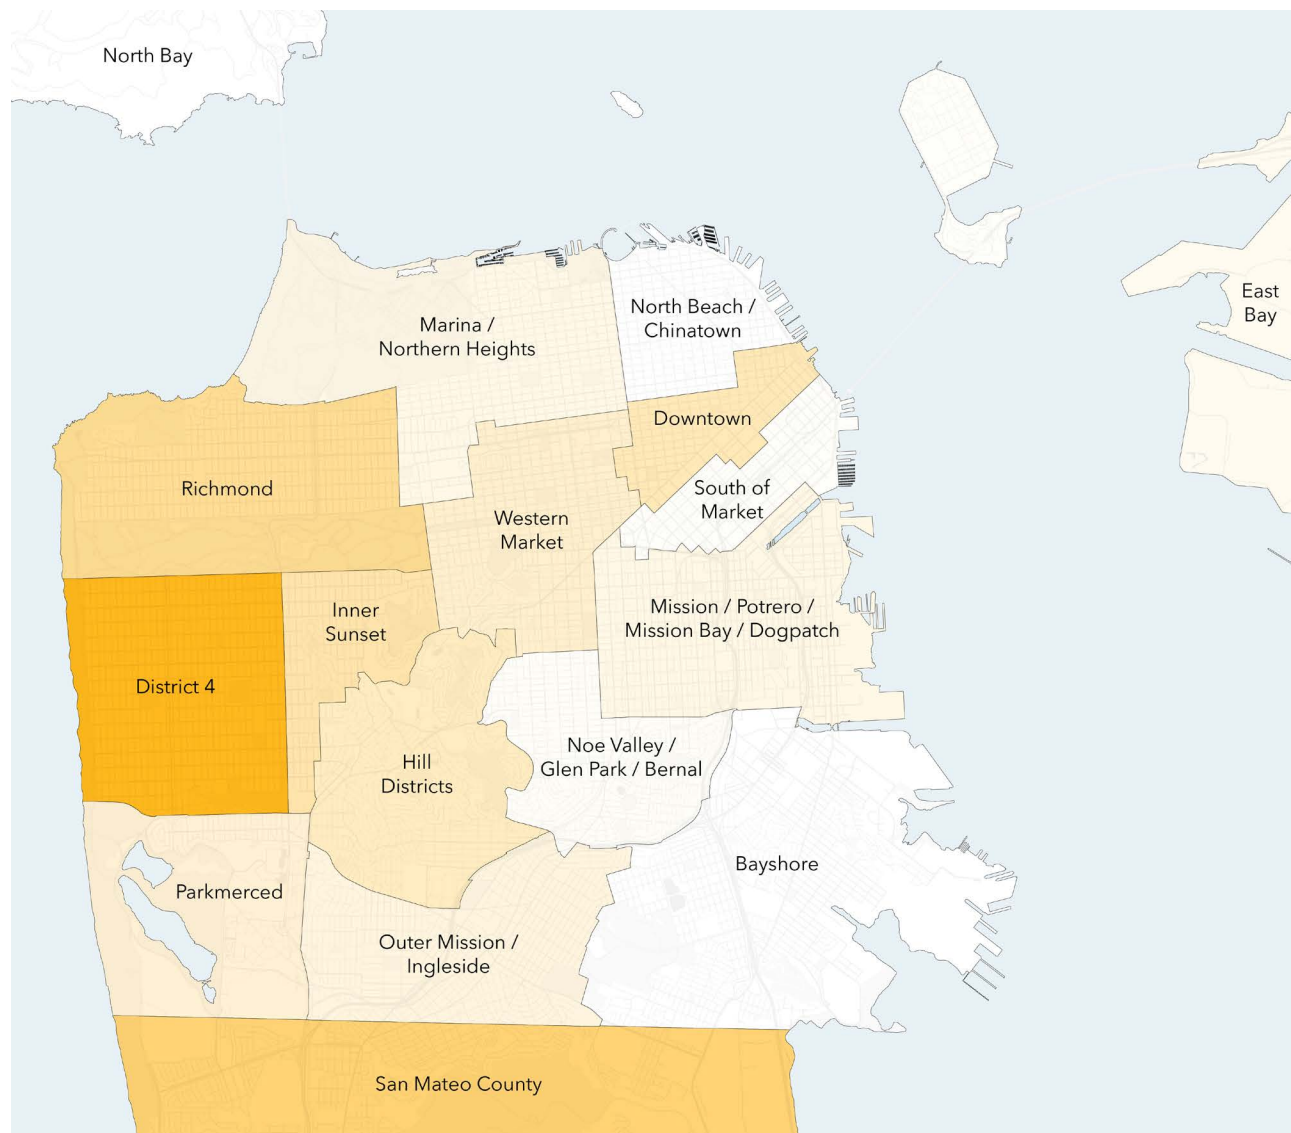 North Bay
East
Bay
Marina /
Northern Heights
North Beach /
Chinatown
Downtown
Richmond
South of
Market
Western
Market
Inner
Sunset
Mission / Potrero /
Mission Bay / Dogpatch
District 4
Hill
Districts
Noe Valley /
Glen Park / Bernal
Bayshore
Parkmerced
Outer Mission /
Ingleside
San Mateo County